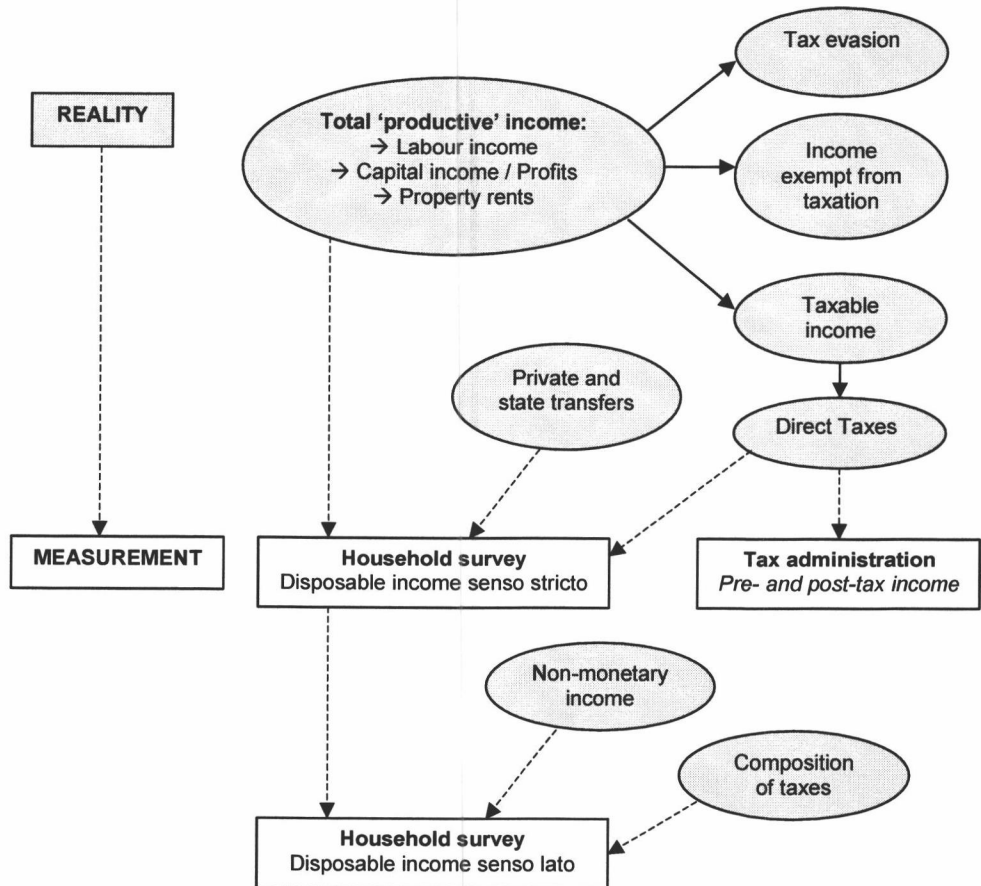 Tax evasion
REALITY
Total ‘productive’ income:
→ Labour income
→ Capital income / Profits
→ Property rents
Income
exempt from
taxation
Taxable
income
Private and
state transfers
Direct Taxes
MEASUREMENT
Household survey
Disposable income senso stricto
Tax administration
Pre- and post-tax income
Non-monetary
income
Composition
of taxes
Household survey
Disposable income senso lato